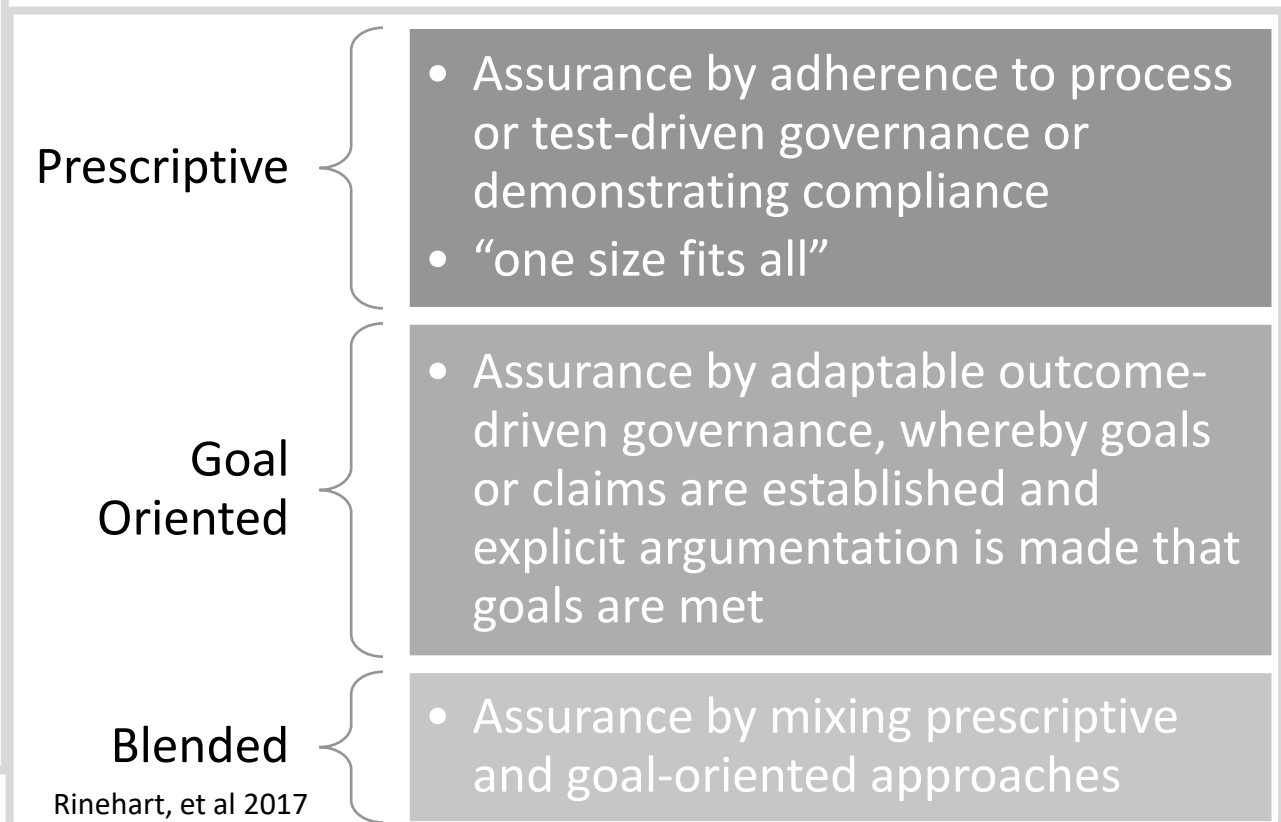 Prescriptive
• Assurance by adherence to process
or test-driven governance or
demonstrating compliance
• “one size fits all”
Goal
Oriented
• Assurance by adaptable outcome-
driven governance, whereby goals
or claims are established and
explicit argumentation is made that
goals are met
Blended
• Assurance by mixing prescriptive
and goal-oriented approaches
Rinehart, et al 2017